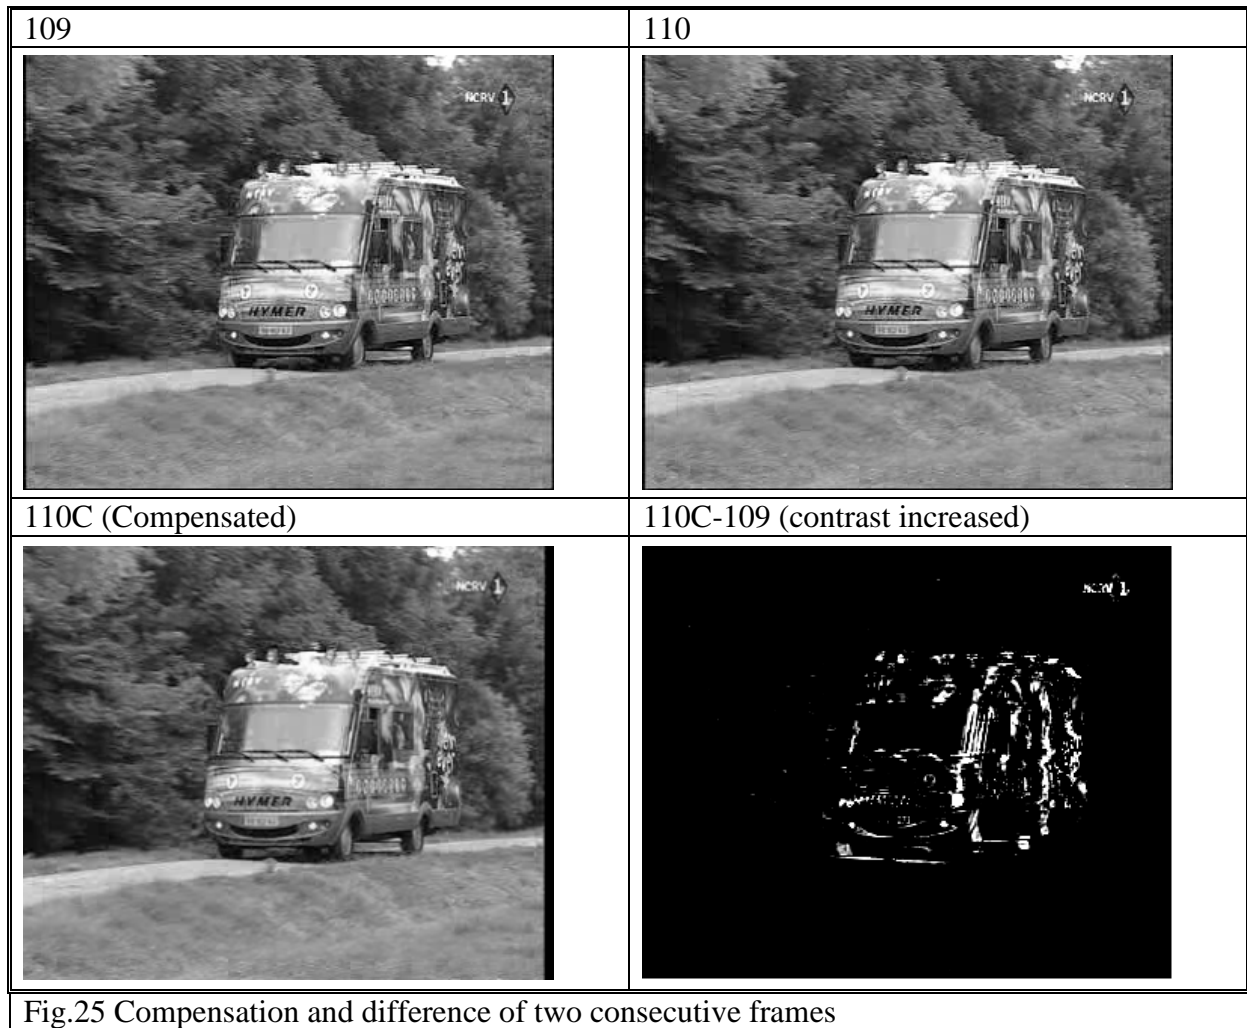 109
110
NCRV 1
NCRV 1
HYMER
HYMER
110C (Compensated)
110C-109 (contrast increased)
NCRV 1
HYMER
NCRV 1
Fig.25 Compensation and difference of two consecutive frames